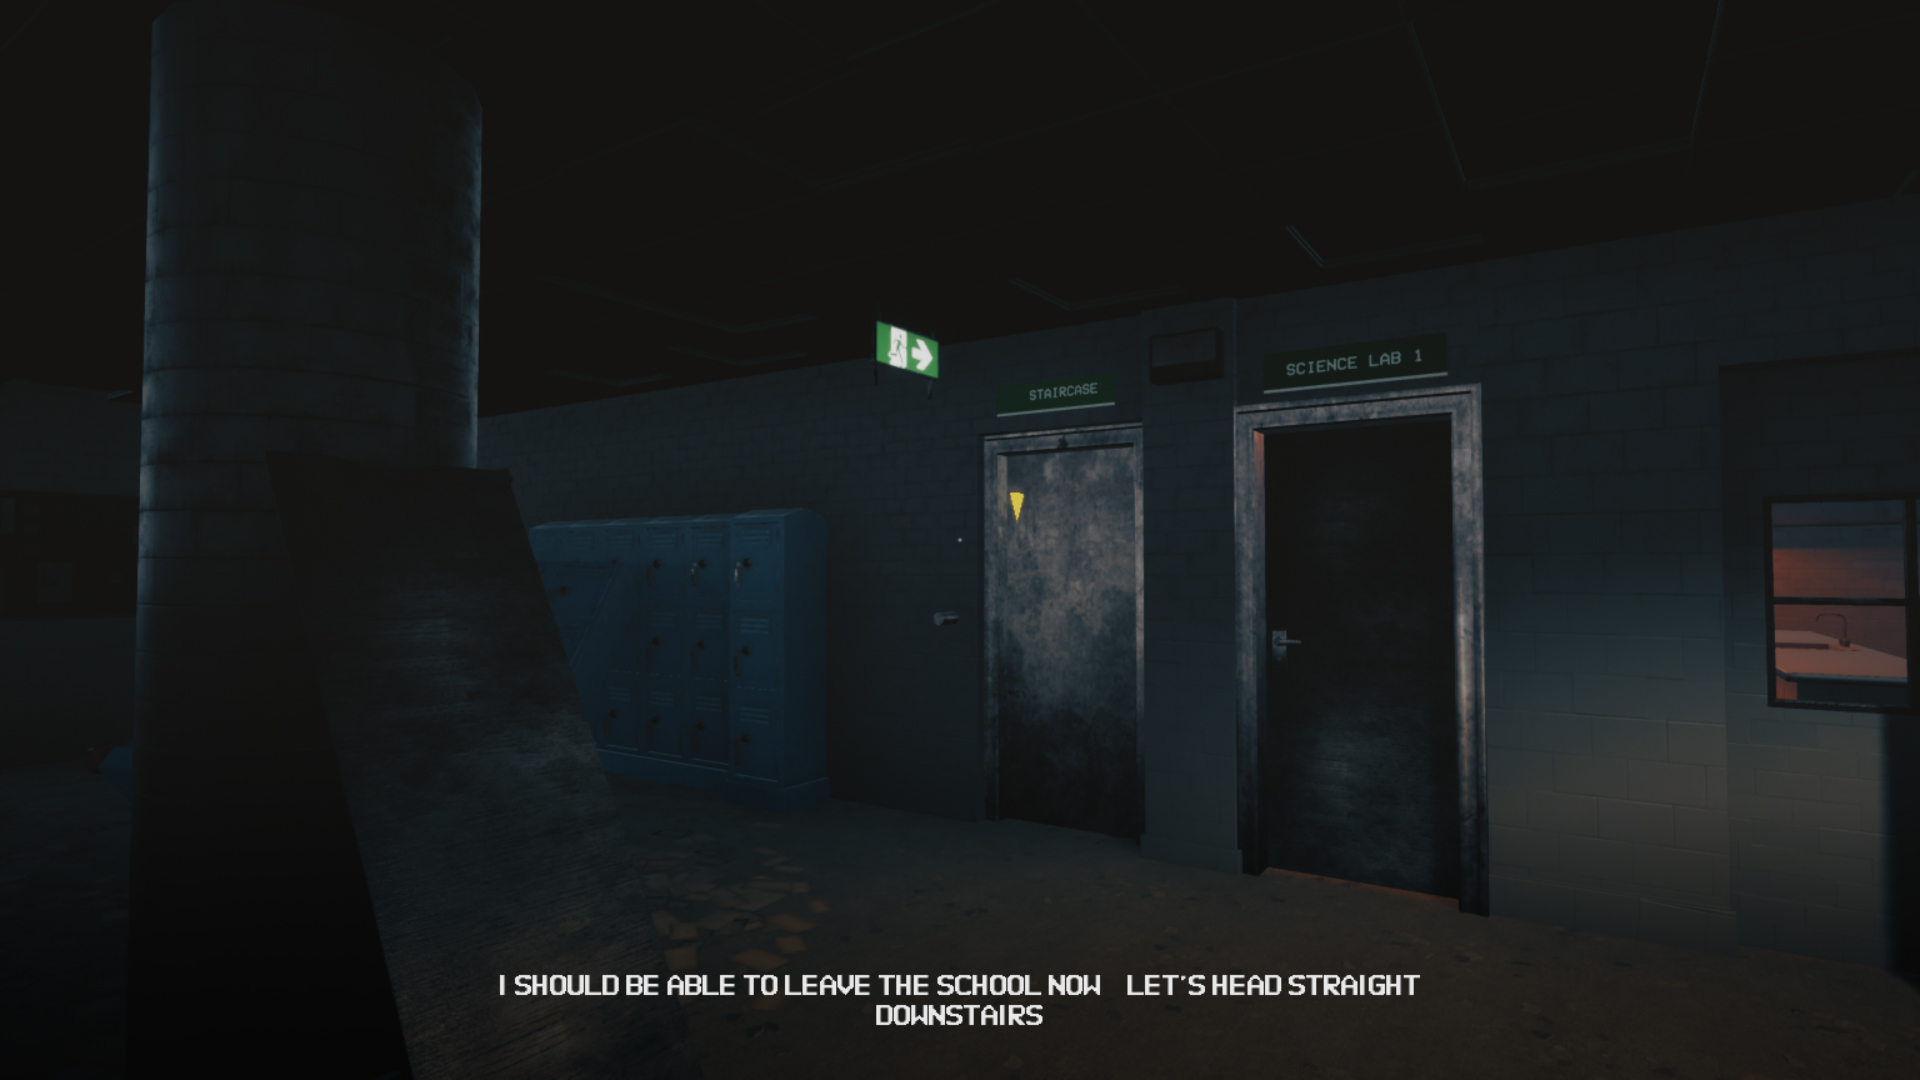 STAIRCASE
SCIENCE LAB 1
I SHOULD BE ABLE TO LEAVE THE SCHOOL NOW LET'S HEAD STRAIGHT
DOWNSTAIRS